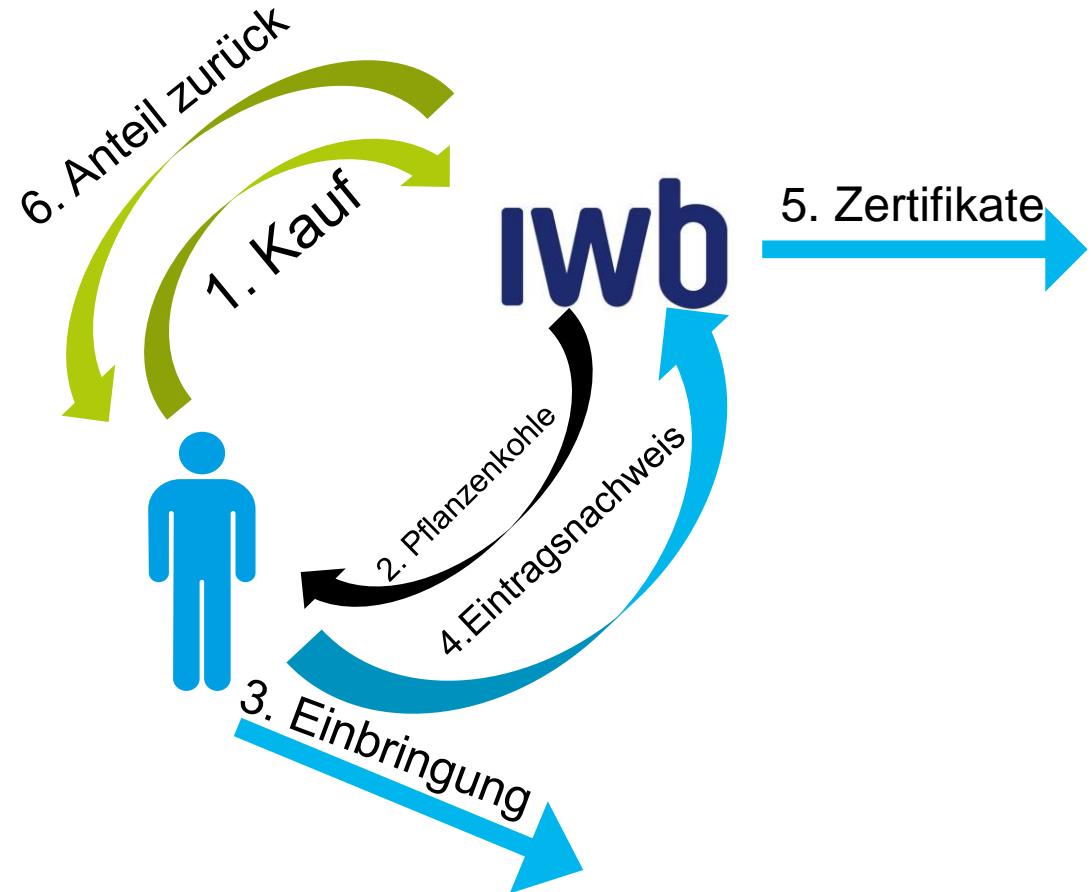 6. Anteil zurück
1. Kauf
iwb
5. Zertifikate
2. Pflanzenkohle
4.Eintragsnachweis
3. Einbringung